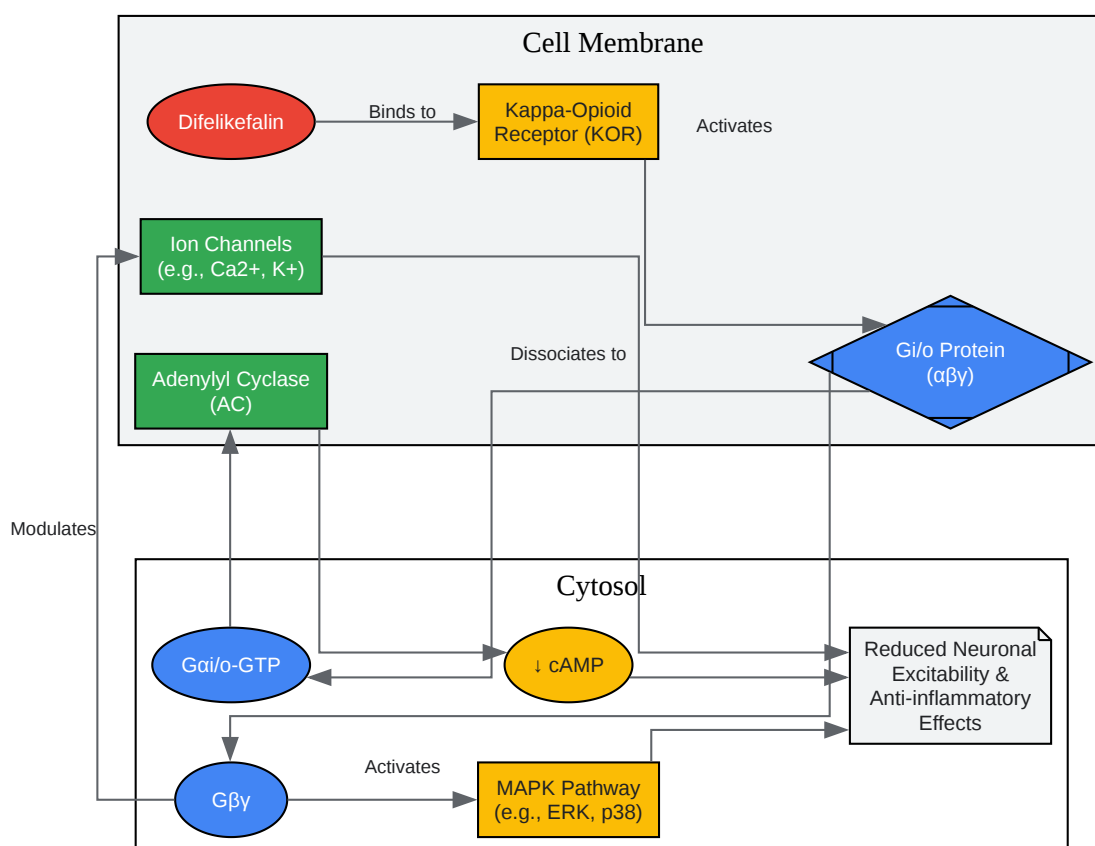 Cell Membrane
Difelikefalin
Binds to
Kappa-Opioid
Receptor (KOR)
Activates
Ion Channels
(e.g., Ca2+, K+)
Gi/o Protein
(αβγ)
Dissociates to
Adenylyl Cyclase
(AC)
Modulates
Cytosol
Gαi/o-GTP
↓ cAMP
Reduced Neuronal
Excitability &
Anti-inflammatory
Effects
Gβγ
Activates
MAPK Pathway
(e.g., ERK, p38)